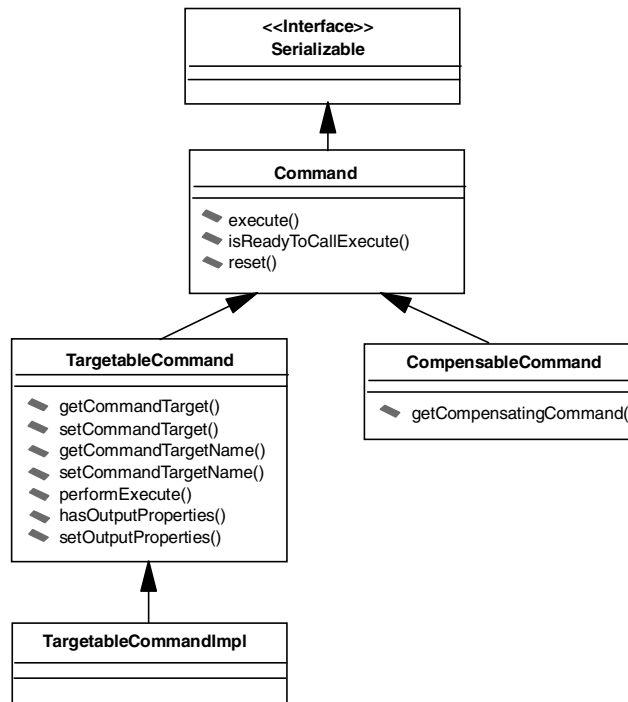 <<Interface>>
Serializable
Command
execute()
isReadyToCallExecute()
reset()
TargetableCommand
getCommandTarget()
setCommandTarget()
getCommandTargetName()
setCommandTargetName()
performExecute()
hasOutputProperties()
setOutputProperties()
CompensableCommand
getCompensatingCommand(
TargetableCommandImpl